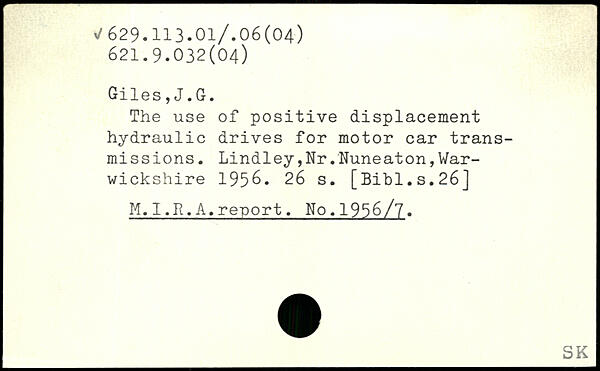 √629.113.01/.06(04)
621.9.032(04)
Giles,J.G.
The use of positive displacement
hydraulic drives for motor car trans-
missions. Lindley,Nr.Nuneaton,War-
wickshire 1956. 26 s. [Bibl.s.26]
M.I.R.A.report. No.1956/7.
SK